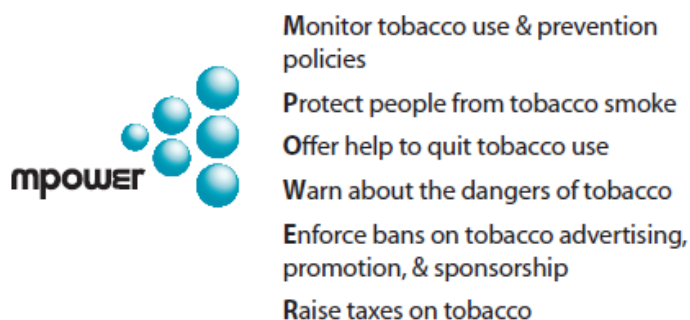 mpower
Monitor tobacco use & prevention
policies
Protect people from tobacco smoke
Offer help to quit tobacco use
Warn about the dangers of tobacco
Enforce bans on tobacco advertising,
promotion, & sponsorship
Raise taxes on tobacco